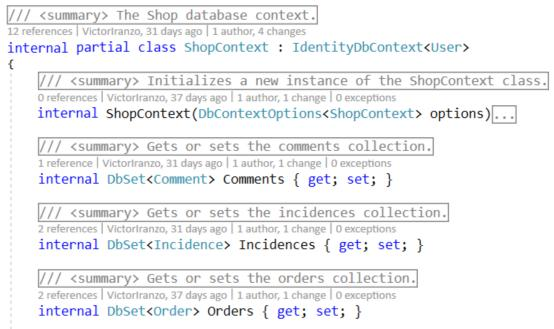 /// <summary> The Shop database context.
12 references | VictorIranzo, 31 days ago | 1 author, 4 changes
internal partial class ShopContext : IdentityDbContext<User>
{
/// <summary> Initializes a new instance of the ShopContext class.
0 references | VictorIranzo, 37 days ago | 1 author, 1 change | 0 exceptions
internal ShopContext(DbContextOptions<ShopContext> options)...
/// <summary> Gets or sets the comments collection.
1 reference | VictorIranzo, 31 days ago | 1 author, 1 change | 0 exceptions
internal DbSet<Comment> Comments { get; set; }
/// <summary> Gets or sets the incidences collection.
2 references | VictorIranzo, 31 days ago | 1 author, 1 change | 0 exceptions
internal DbSet<Incidence> Incidences { get; set; }
/// <summary> Gets or sets the orders collection.
2 references | VictorIranzo, 37 days ago | 1 author, 1 change | 0 exceptions
internal DbSet<Order> Orders { get; set; }